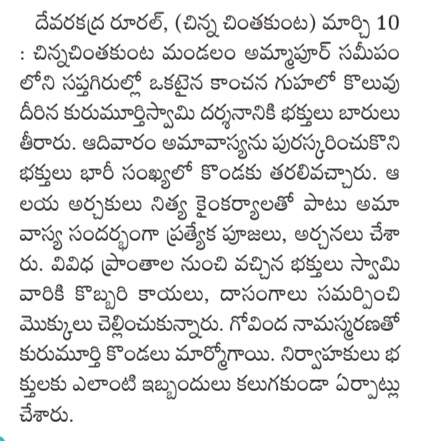 దేవరకద్ర రూరల్, (చిన్న చింతకుంట) మార్చి 10
: చిన్నచింతకుంట మండలం అమ్మాపూర్ సమీపం
లోని సప్తగిరుల్లో ఒకటైన కాంచన గుహలో కొలువు
దీరిన కురుమూర్తిస్వామి దర్శనానికి భక్తులు బారులు
తీరారు. ఆదివారం అమావాస్యను పురస్కరించుకొని
భక్తులు భారీ సంఖ్యలో కొండకు తరలివచ్చారు. ఆ
లయ అర్చకులు నిత్య కైంకర్యాలతో పాటు అమా
వాస్య సందర్భంగా ప్రత్యేక పూజలు, అర్చనలు చేశా
రు. వివిధ ప్రాంతాల నుంచి వచ్చిన భక్తులు స్వామి
వారికి కొబ్బరి కాయలు, దాసంగాలు సమర్పించి
మొక్కులు చెల్లించుకున్నారు. గోవింద నామస్మరణతో
కురుమూర్తి కొండలు మార్మోగాయి. నిర్వాహకులు భ
క్తులకు ఎలాంటి ఇబ్బందులు కలుగకుండా ఏర్పాట్లు
చేశారు.